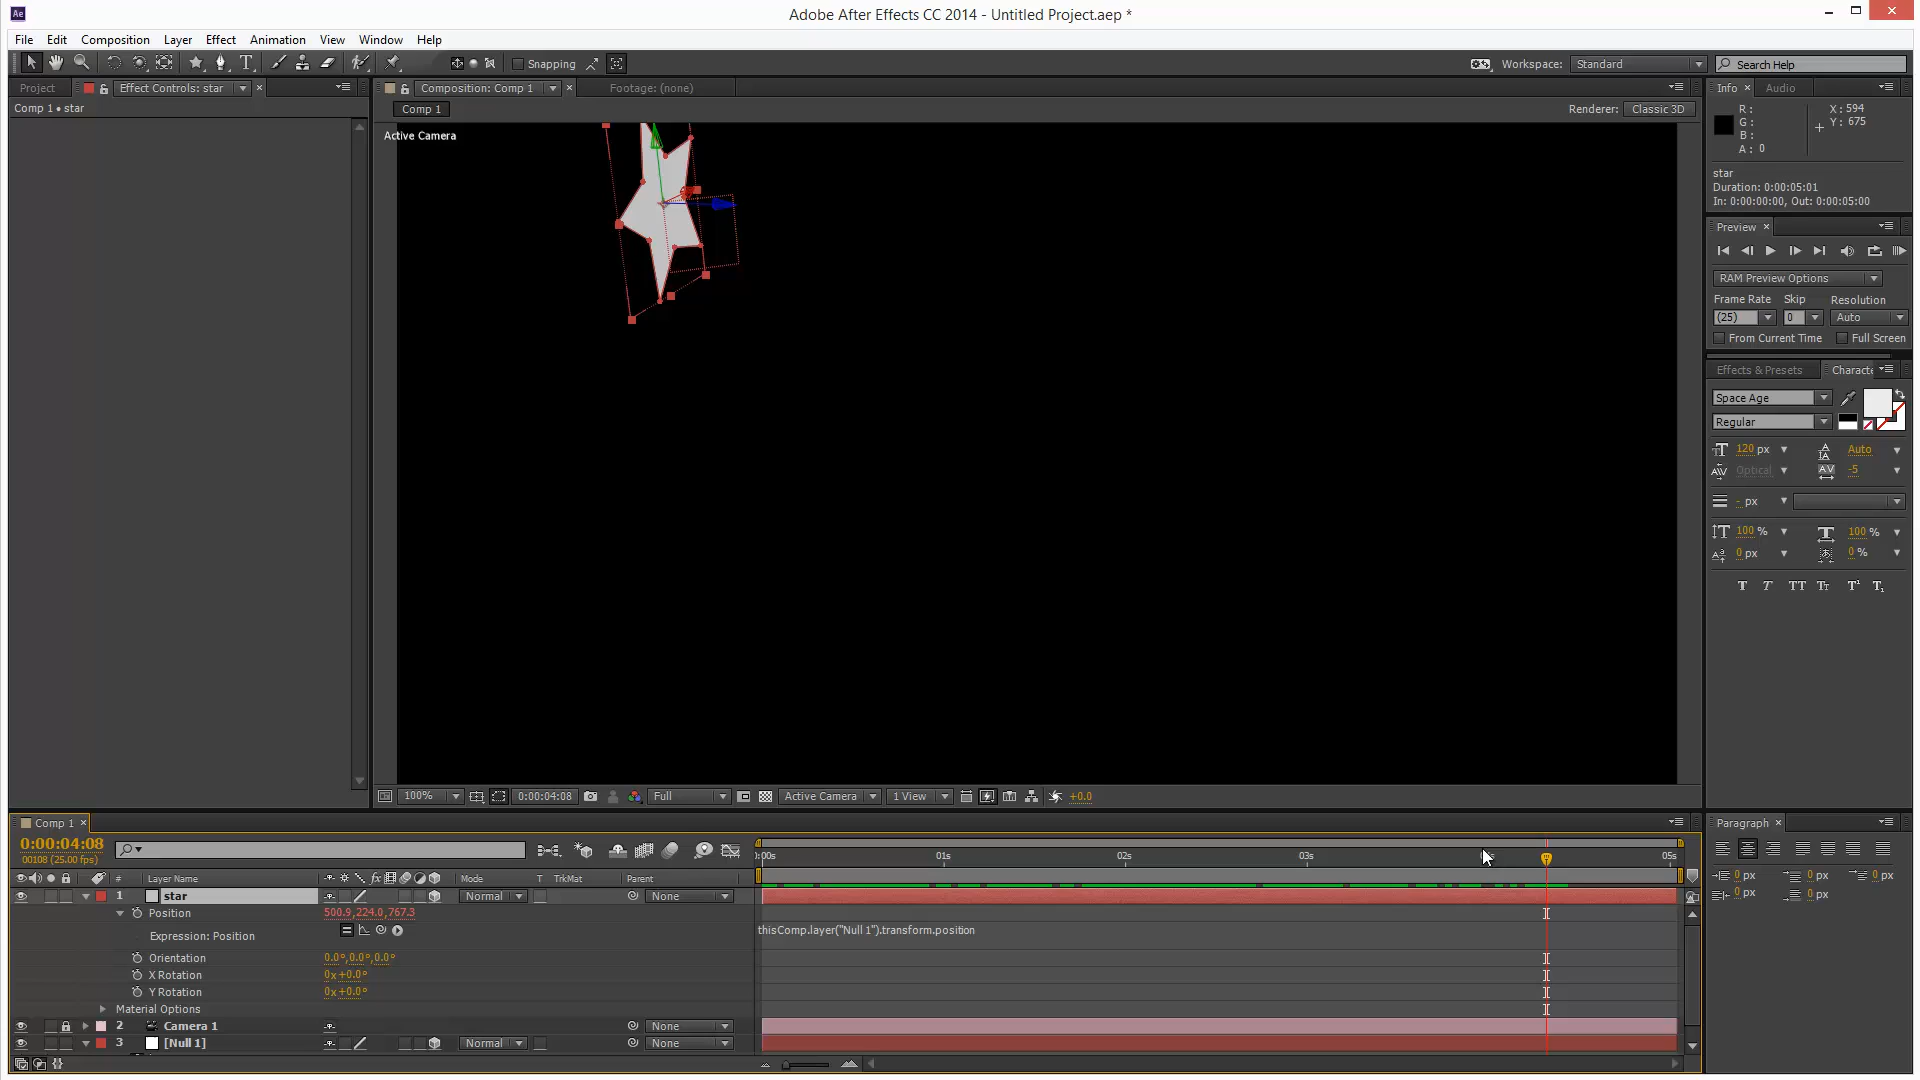 Ae
Adobe After Effects CC 2014 - Untitled Project.aep *
File Edit Composition Layer Effect Animation View Window Help
Snapping
Workspace: Standard
Search Help
Project
Effect Controls: star
Composition: Comp 1
Footage: (none)
Info
Audio
Comp 1 • star
Comp 1
Renderer: Classic 3D
Active Camera
R:
G:
B:
A: 0
X: 594
Y: 675
star
Duration: 0:00:05:01
In: 0:00:00:00, Out: 0:00:05:00
Preview
RAM Preview Options
Frame Rate Skip Resolution
(25) 0 Auto
From Current Time Full Screen
Effects & Presets Characte
Space Age
Regular
120 px Auto
Optical -5
- px
100 % 100 %
0 px 0 %
T T TT Tt T¹ T₁
100% 0:00:04:08 Full Active Camera 1 View +0.0
Comp 1
Paragraph
0:00:04:08
00108 (25.00 fps)
:00s 01s 02s 03s 05s
# Layer Name fx Mode T TrkMat Parent
0 px 0 px 0 px
0 px 0 px
1 star Normal None
Position 500.9,224.0,767.3
Expression: Position thisComp.layer("Null 1").transform.position
Orientation 0.0°,0.0°,0.0°
X Rotation 0x+0.0°
Y Rotation 0x+0.0°
Material Options
2 Camera 1 None
3 [Null 1] Normal None